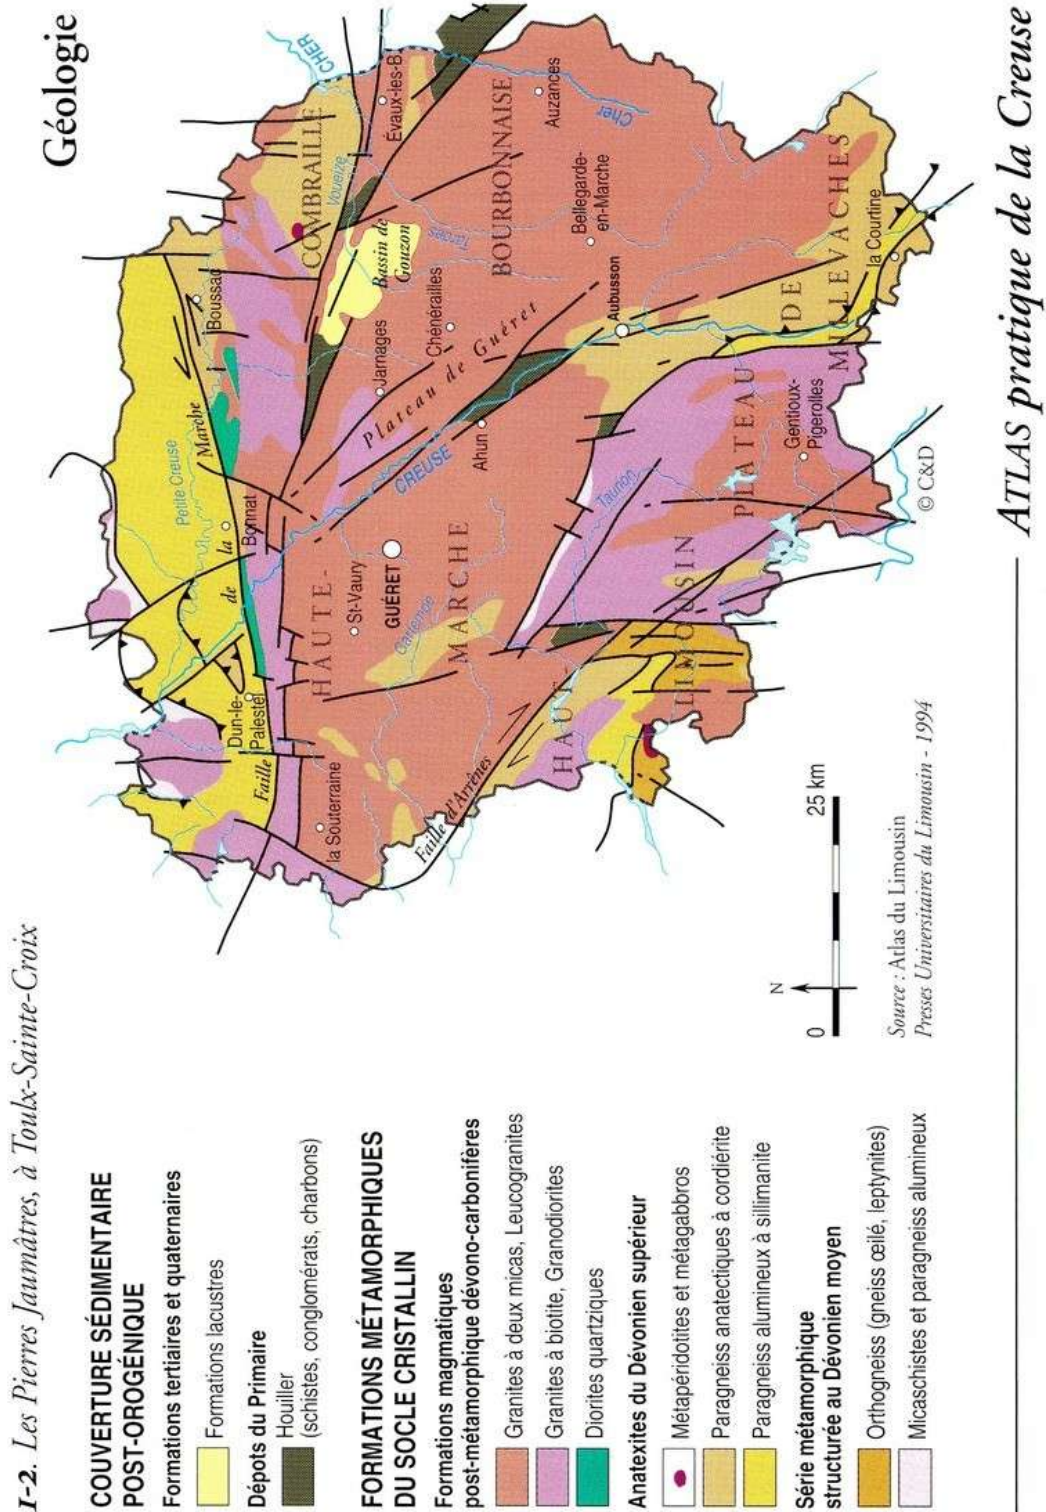 I-2. Les Pierres Jaumâtres, à Toulx-Sainte-Croix
Géologie
COUVERTURE SÉDIMENTAIRE
POST-OROGÉNIQUE
Formations tertiaires et quaternaires
Formations lacustres
Dépots du Primaire
Houiller
(schistes, conglomérats, charbons)
FORMATIONS MÉTAMORPHIQUES
DU SOCLE CRISTALLIN
Formations magmatiques
post-métamorphique dévono-carbonifères
Granites à deux micas, Leucogranites
Granites à biotite, Granodiorites
Diorites quartziques
Anatexites du Dévonien supérieur
Métapéridotites et métagabbros
Paragneiss anatectiques à cordiérite
Paragneiss alumineux à sillimanite
Série métamorphique
structurée au Dévonien moyen
Orthogneiss (gneiss œilé, leptynites)
Micaschistes et paragneiss alumineux
Petite Creuse
Boussac
Faille de la Marche
Bonnat
Dun-le-
Palestel
la Souterraine
HAUTE-
MARCHE
St-Vaury
GUÉRET
Gartempe
CREUSE
Plateau de Guéret
Jarnages
Chénérailles
Ahun
COMBRAILLE
BOURBONNAISE
CHER
Voueize
Évaux-les-B.
Bassin de
Gouzon
Tardes
Auzances
Cher
Bellegarde-
en-Marche
Aubusson
Faille d'Arrènes
HAUT-
LIMOUSIN
Taurion
PLATEAU
DE
MILLEVACHES
Gentioux-
Pigerolles
la Courtine
© C&D
N
0
25 km
Source : Atlas du Limousin
Presses Universitaires du Limousin - 1994
ATLAS pratique de la Creuse